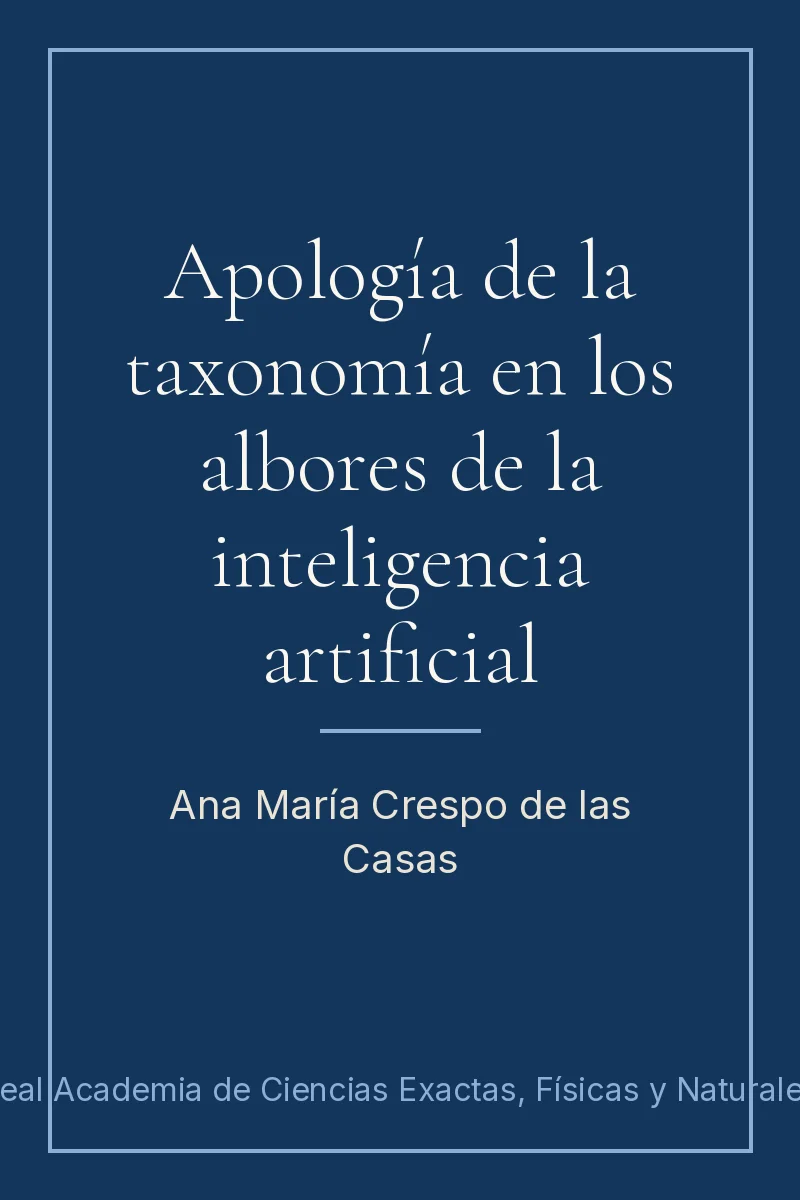 Apología de la
taxonomía en los
albores de la
inteligencia
artificial
Ana María Crespo de las
Casas
eal Academia de Ciencias Exactas, Físicas y Naturale